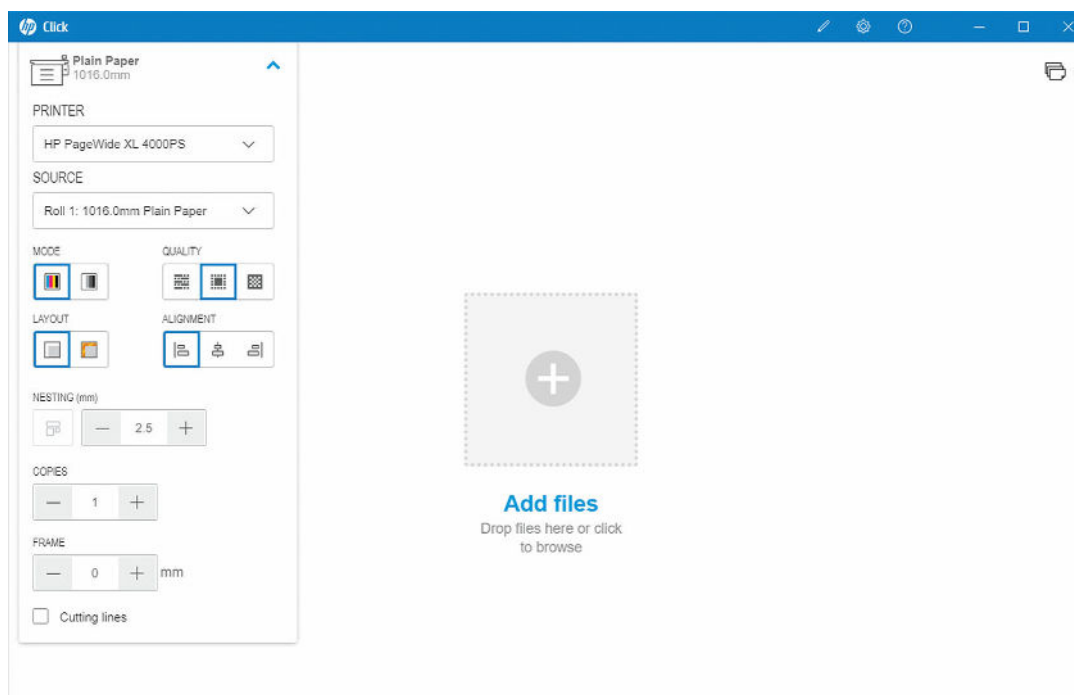 hp Click
Plain Paper
1016.0mm
PRINTER
HP PageWide XL 4000PS
SOURCE
Roll 1: 1016.0mm Plain Paper
MODE QUALITY
LAYOUT ALIGNMENT
NESTING (mm)
2.5
COPIES
1
FRAME
0 mm
Cutting lines
Add files
Drop files here or click
to browse